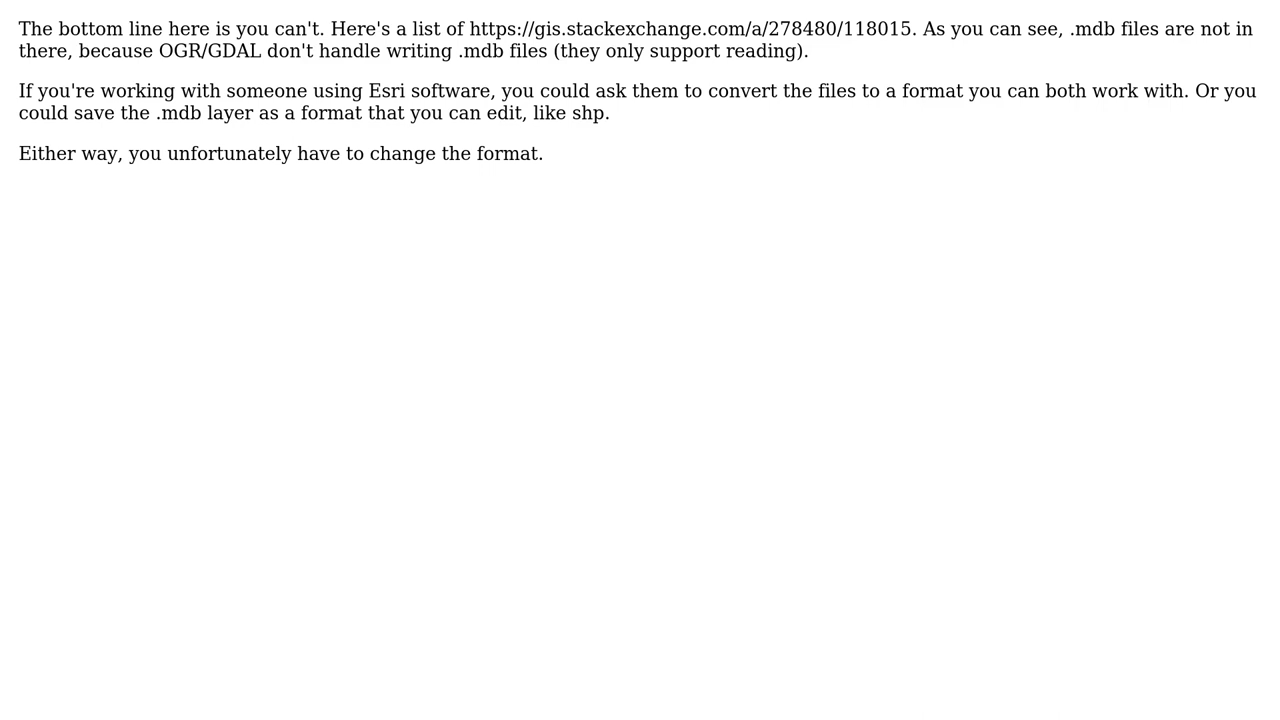 The bottom line here is you can't. Here's a list of https://gis.stackexchange.com/a/278480/118015. As you can see, .mdb files are not in
there, because OGR/GDAL don't handle writing .mdb files (they only support reading).
If you're working with someone using Esri software, you could ask them to convert the files to a format you can both work with. Or you
could save the .mdb layer as a format that you can edit, like shp.
Either way, you unfortunately have to change the format.